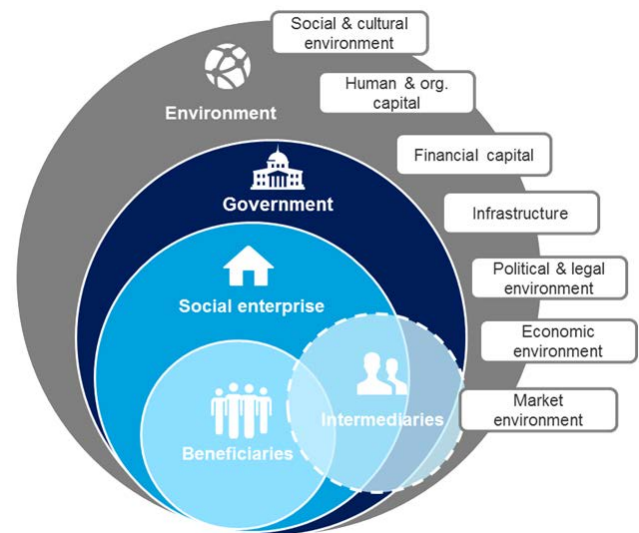 Social & cultural
environment
Human & org.
capital
Environment
Financial capital
Government
Infrastructure
Political & legal
environment
Social enterprise
Economic
environment
Market
environment
Intermediaries
Beneficiaries